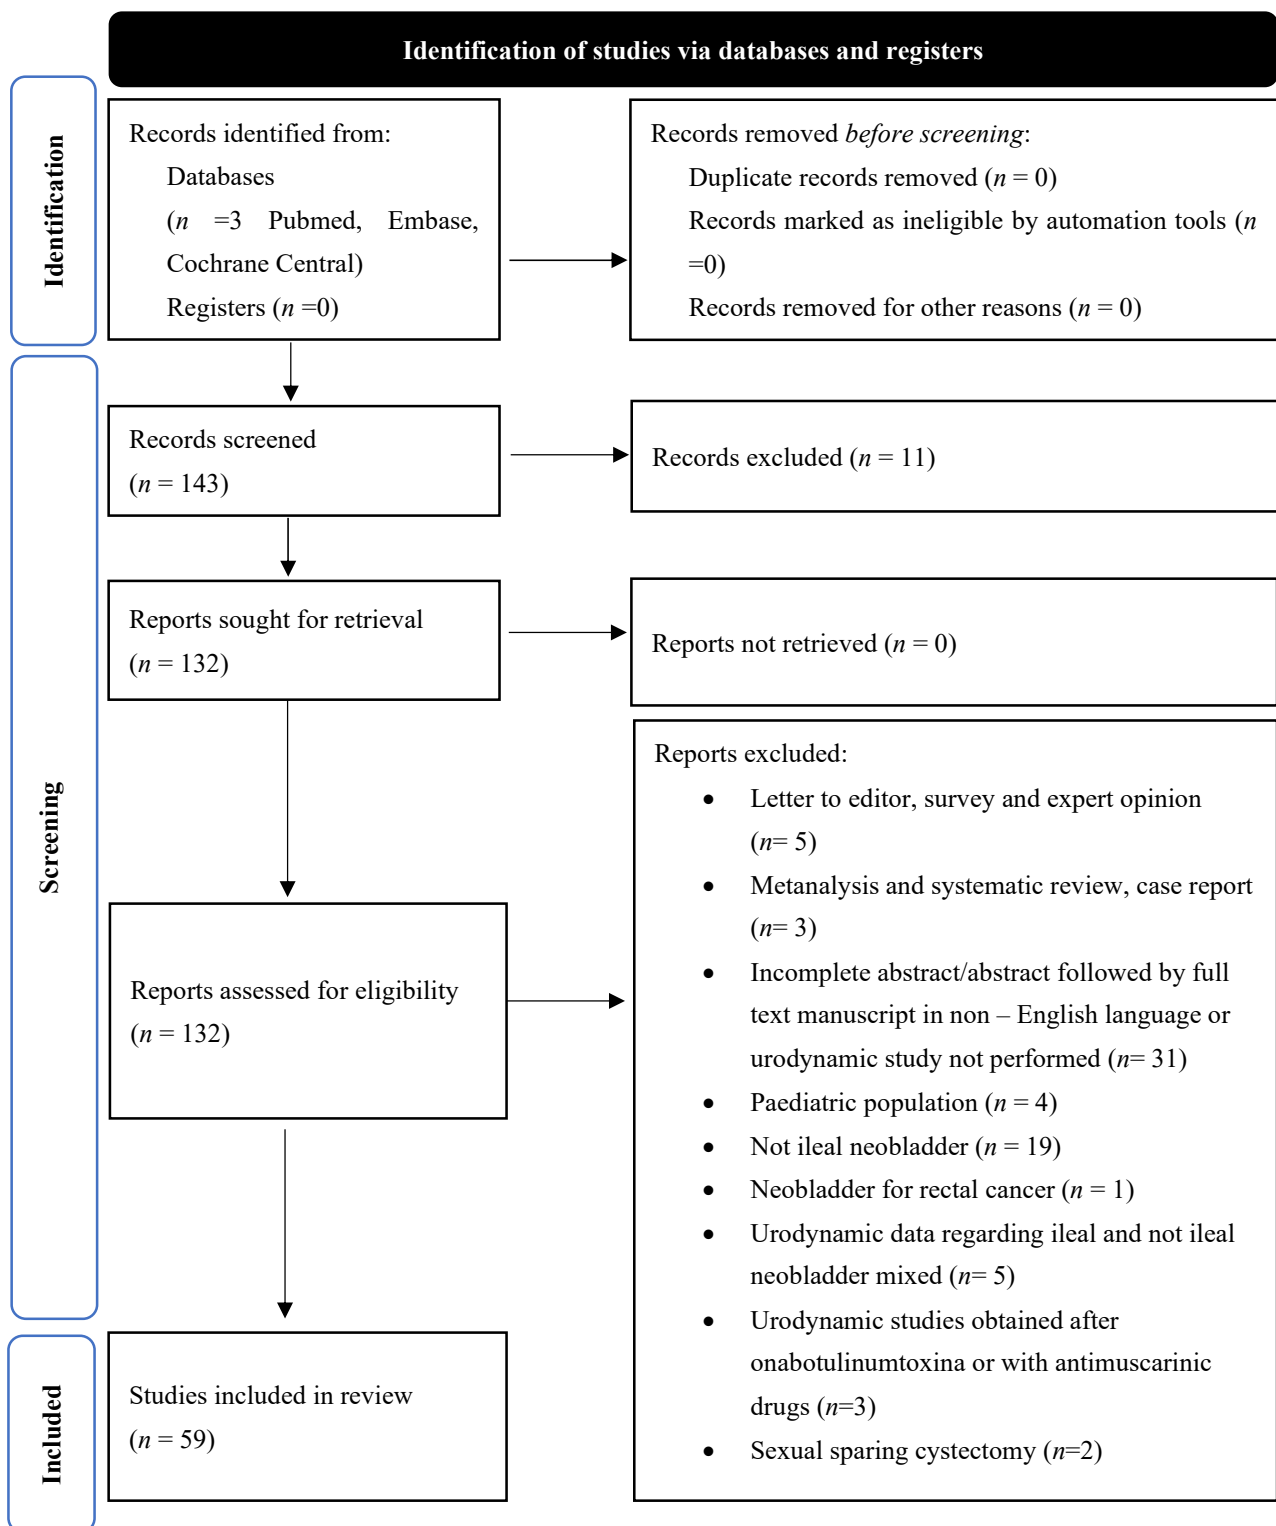 Identification of studies via databases and registers
Identification
Records identified from:
Databases
(n =3 Pubmed, Embase,
Cochrane Central)
Registers (n =0)
Records removed before screening:
Duplicate records removed (n = 0)
Records marked as ineligible by automation tools (n
=0)
Records removed for other reasons (n = 0)
Screening
Records screened
(n = 143)
Records excluded (n = 11)
Reports sought for retrieval
(n = 132)
Reports not retrieved (n = 0)
Reports assessed for eligibility
(n = 132)
Reports excluded:
• Letter to editor, survey and expert opinion
(n= 5)
• Metanalysis and systematic review, case report
(n= 3)
• Incomplete abstract/abstract followed by full
text manuscript in non – English language or
urodynamic study not performed (n= 31)
• Paediatric population (n = 4)
• Not ileal neobladder (n = 19)
• Neobladder for rectal cancer (n = 1)
• Urodynamic data regarding ileal and not ileal
neobladder mixed (n= 5)
• Urodynamic studies obtained after
onabotulinumtoxina or with antimuscarinic
drugs (n=3)
• Sexual sparing cystectomy (n=2)
Included
Studies included in review
(n = 59)